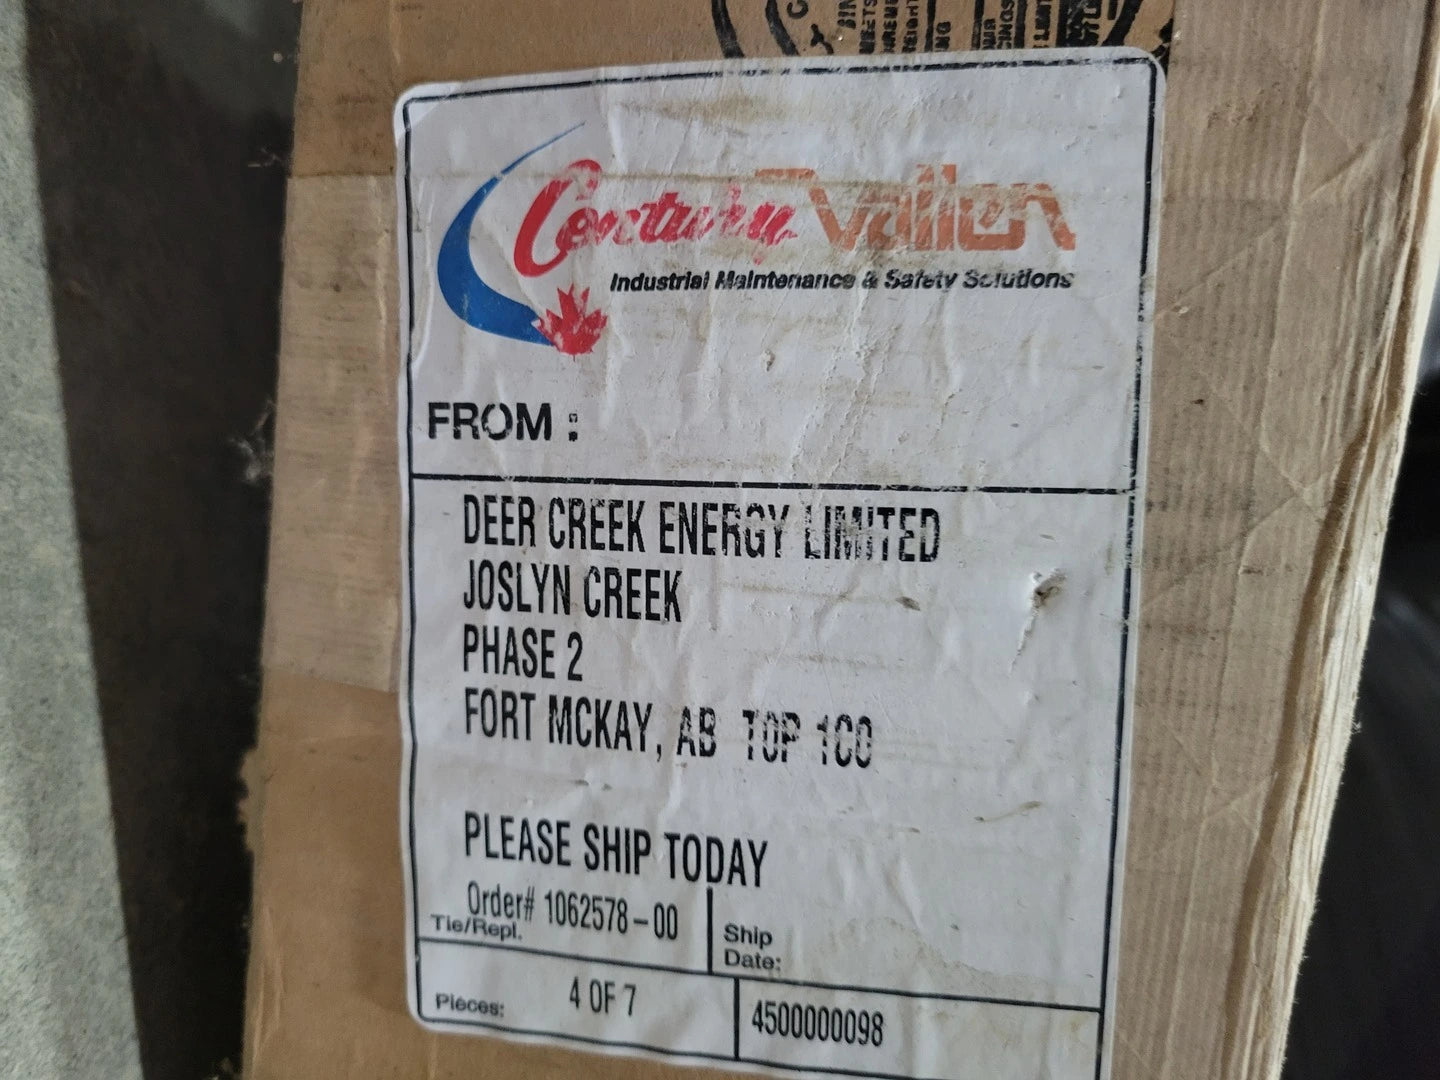 Century Vallen
Industrial Maintenance & Safety Solutions
FROM :
DEER CREEK ENERGY LIMITED
JOSLYN CREEK
PHASE 2
FORT MCKAY, AB T0P 1C0
PLEASE SHIP TODAY
Order# 1062578-00
Tie/Repl.
Ship
Date:
Pieces: 4 OF 7
4500000098